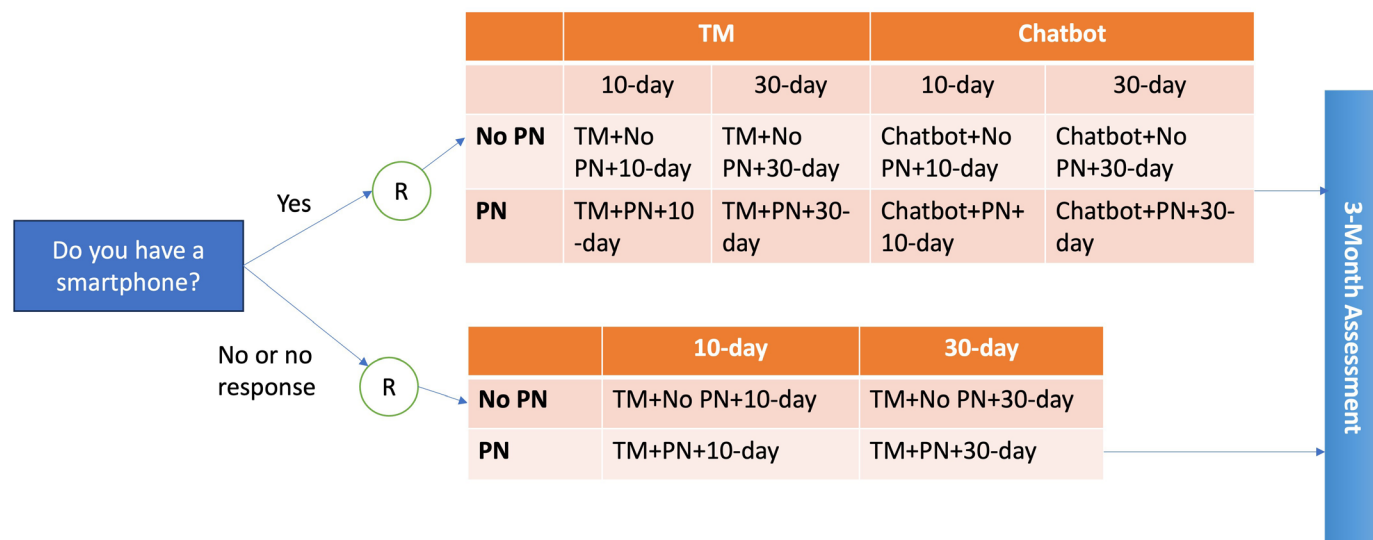 TM Chatbot
10-day 30-day 10-day 30-day
No PN TM+No TM+No Chatbot+No Chatbot+No
PN+10-day PN+30-day PN+10-day PN+30-day
PN TM+PN+10 TM+PN+30- Chatbot+PN+ Chatbot+PN+30-
-day day 10-day day
Yes
R
Do you have a
smartphone?
No or no
response
R
10-day 30-day
No PN TM+No PN+10-day TM+No PN+30-day
PN TM+PN+10-day TM+PN+30-day
3-Month Assessment